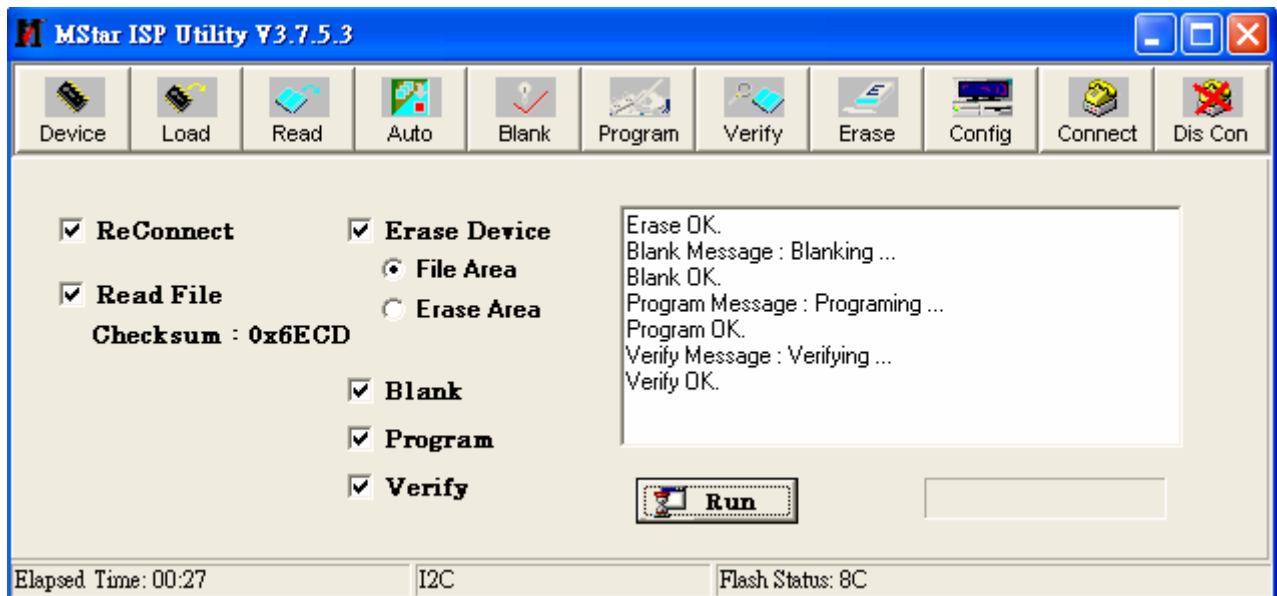 MStar ISP Utility V3.7.5.3
Device Load Read Auto Blank Program Verify Erase Config Connect Dis Con
ReConnect
Read File
Checksum : 0x6ECD
Erase Device
File Area
Erase Area
Blank
Program
Verify
Erase OK.
Blank Message : Blanking ...
Blank OK.
Program Message : Programing ...
Program OK.
Verify Message : Verifying ...
Verify OK.
Run
Elapsed Time: 00:27 I2C Flash Status: 8C